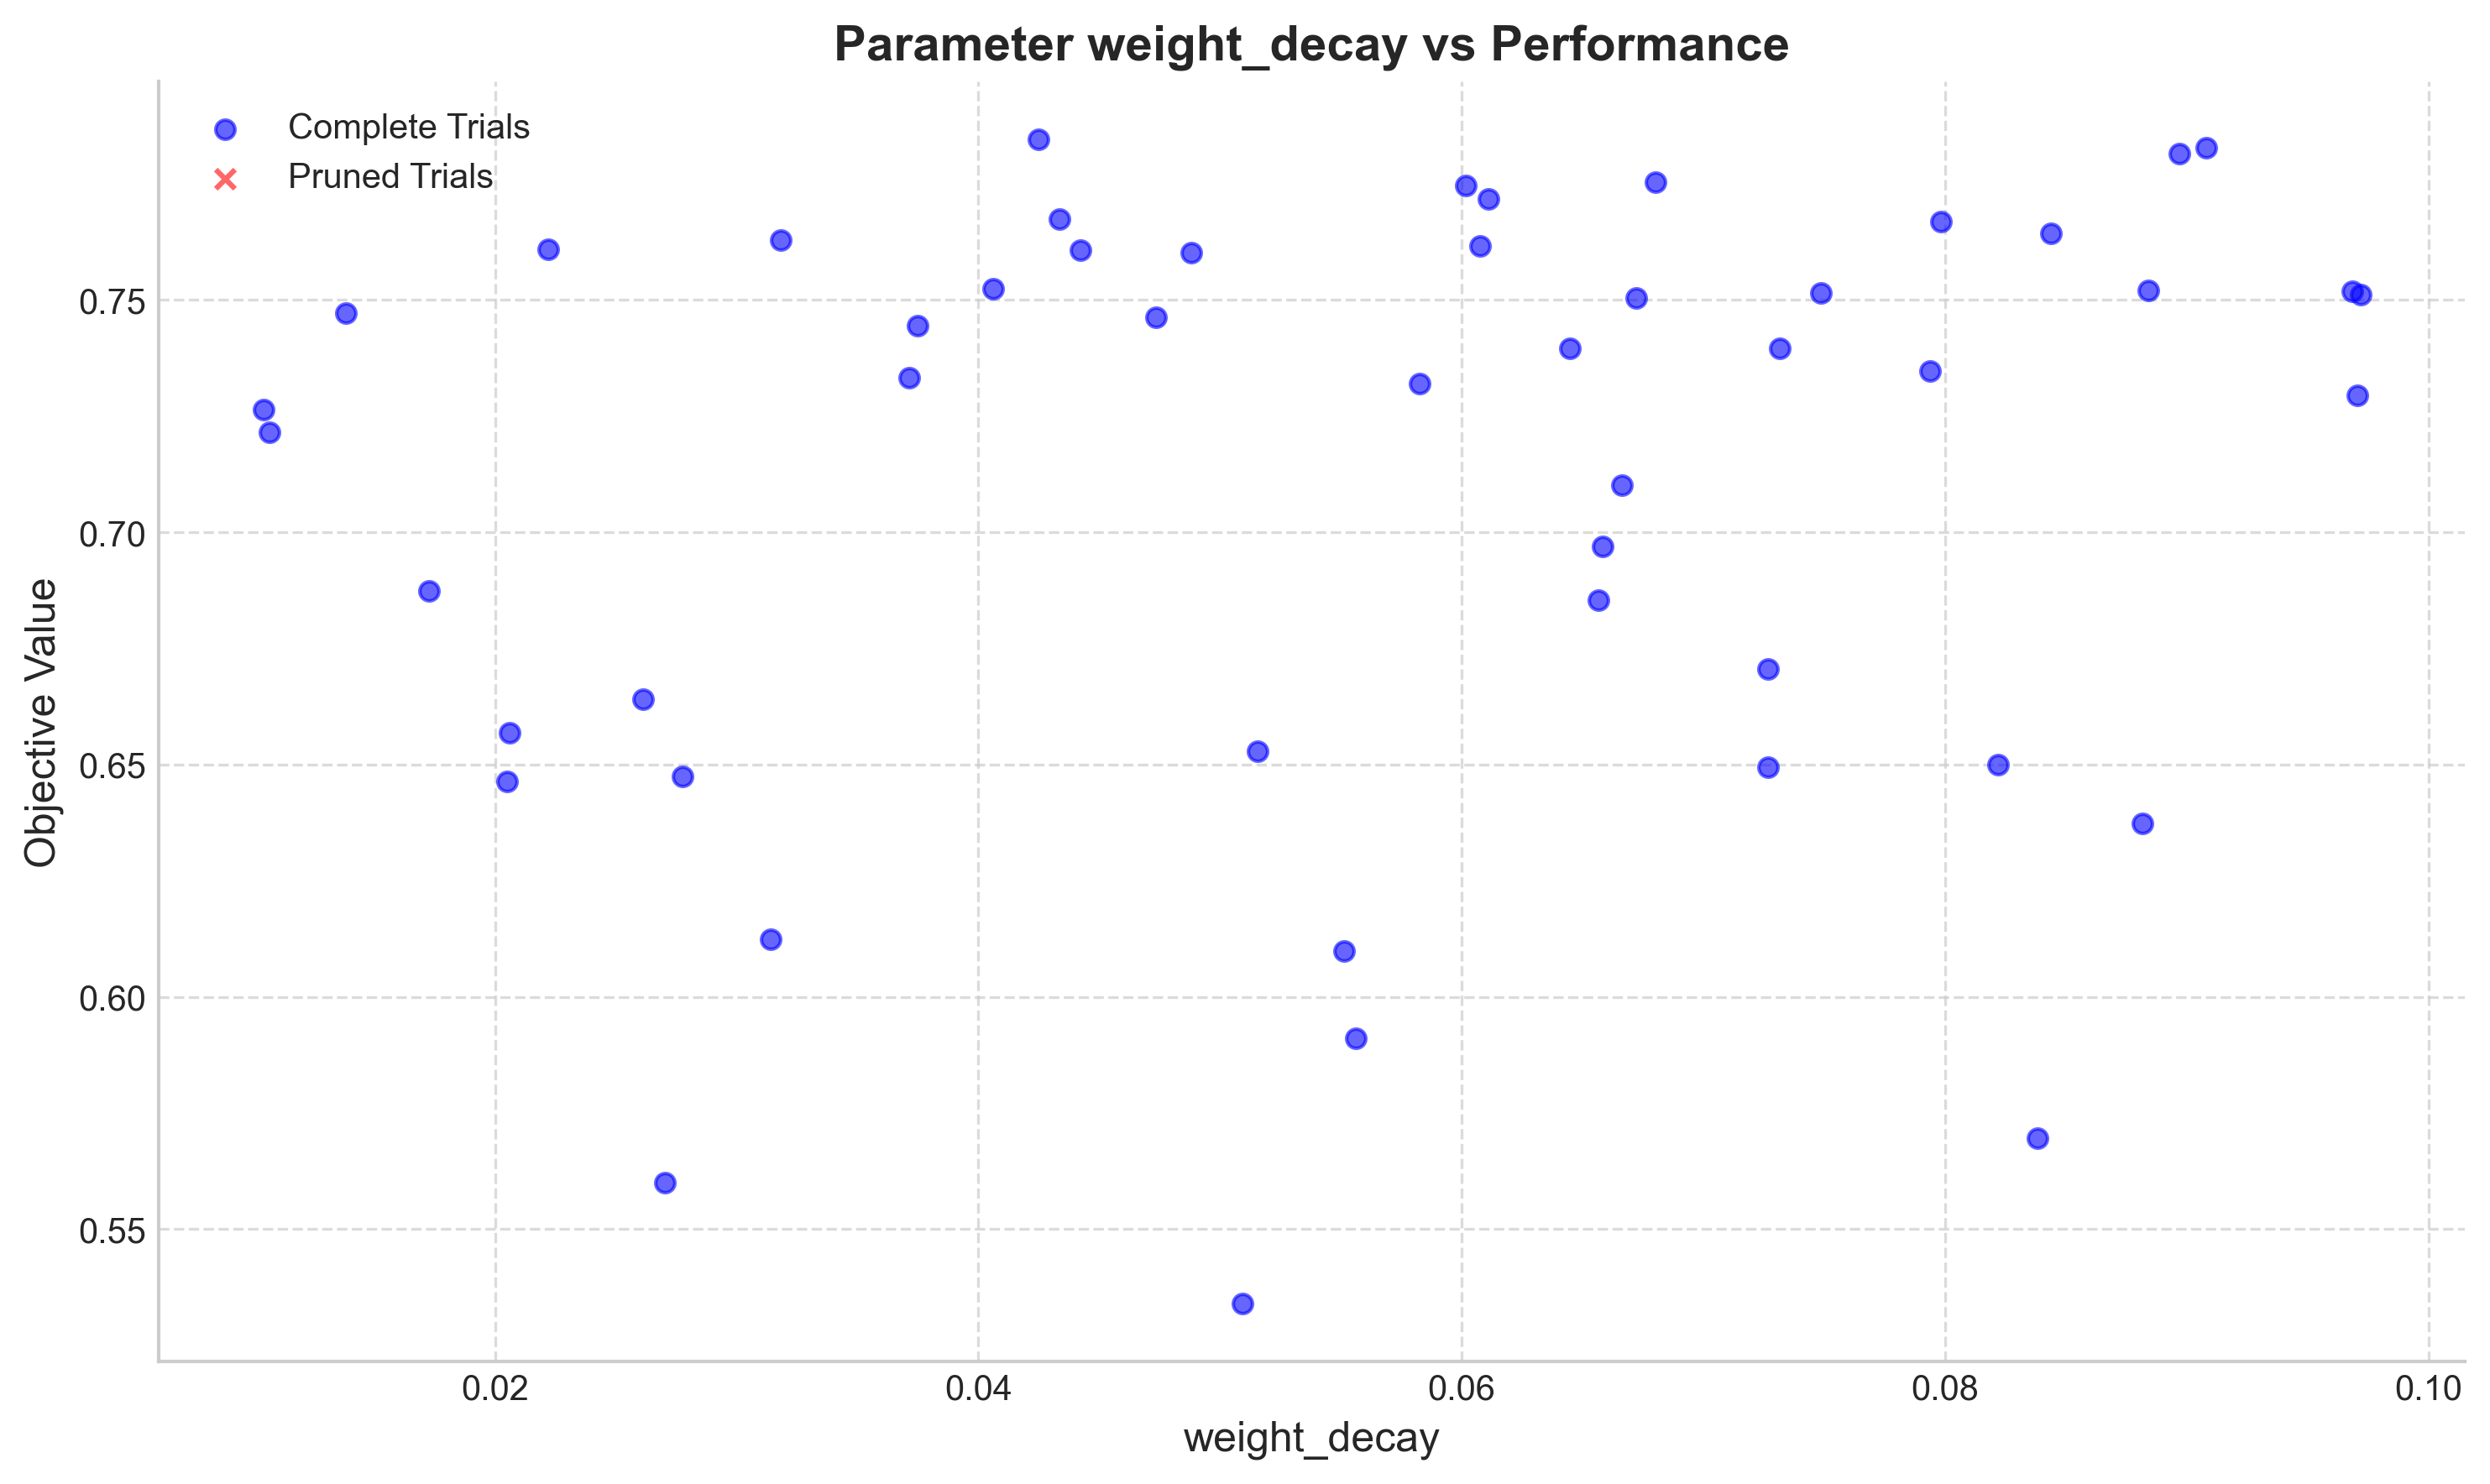 Parameter weight_decay vs Performance
Complete Trials
Pruned Trials
Objective Value
0.75
0.70
0.65
0.60
0.55
0.02
0.04
0.06
0.08
0.10
weight_decay